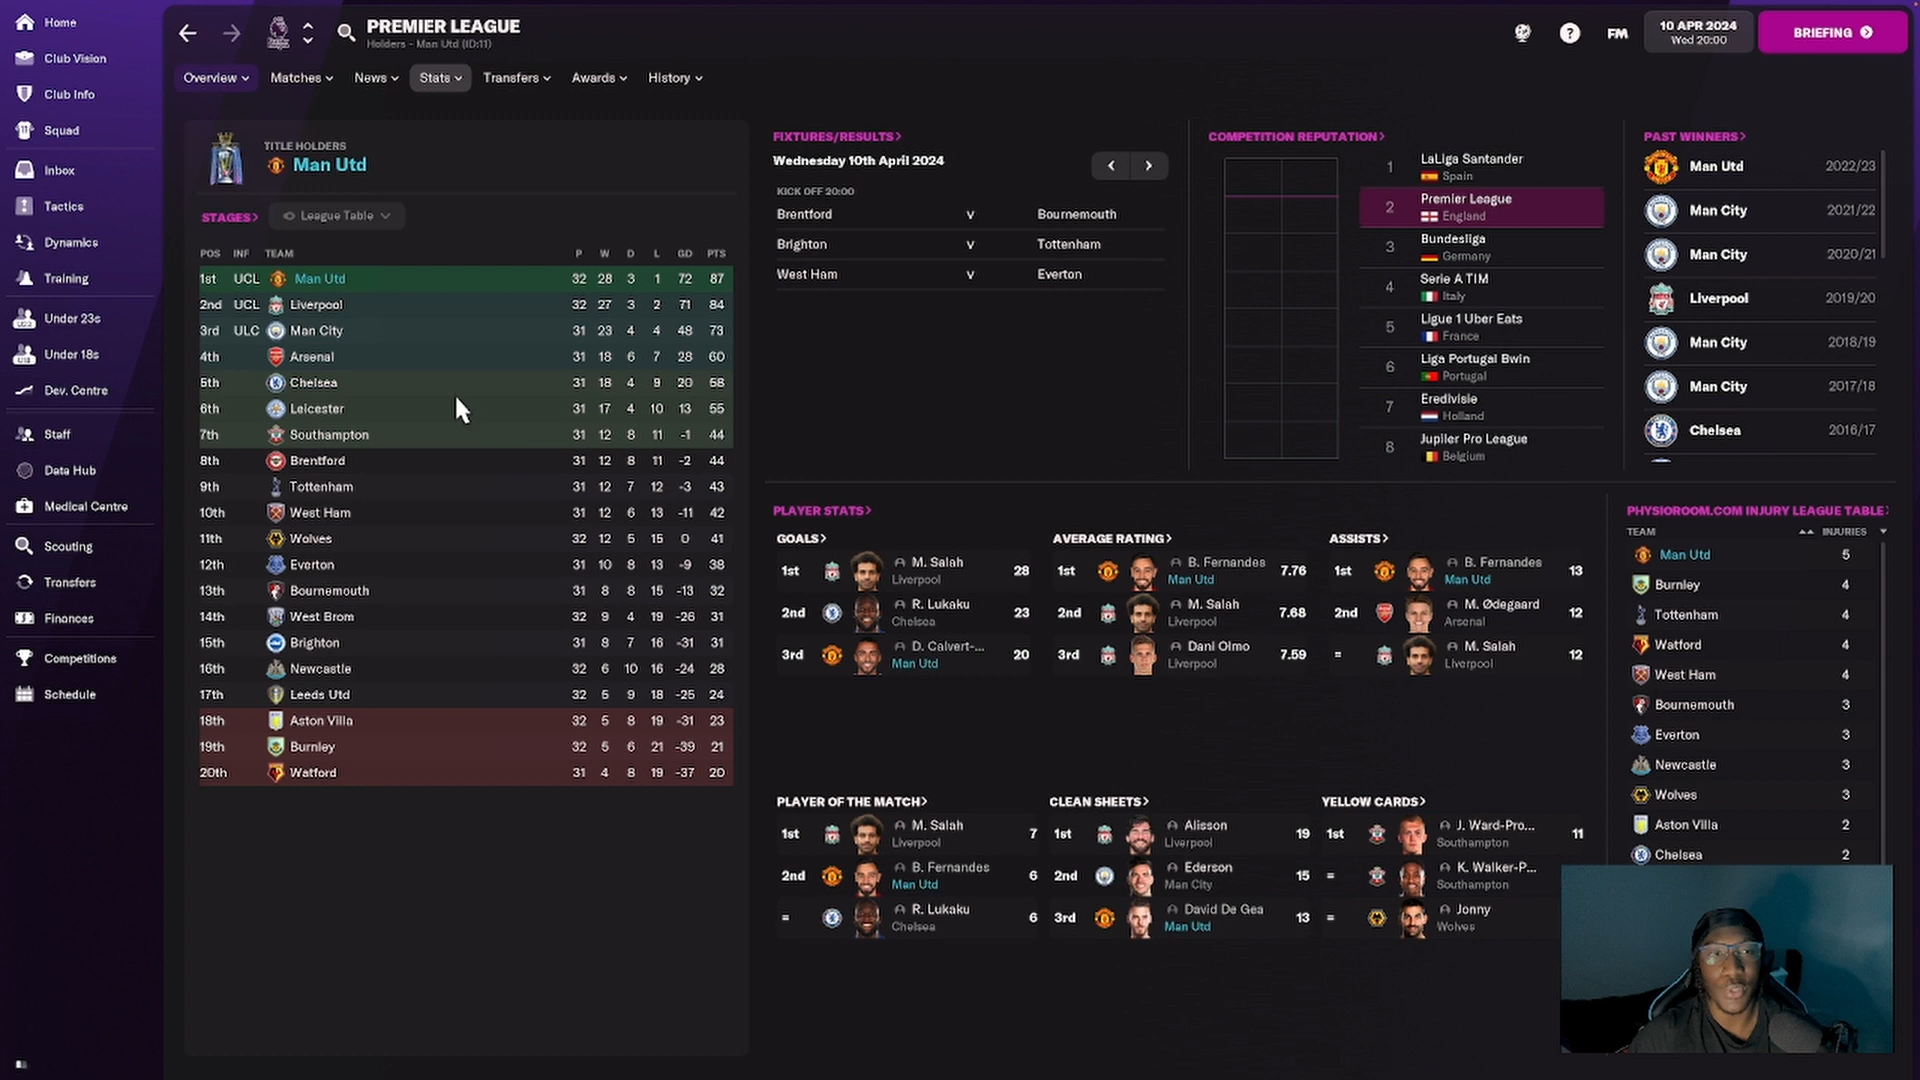 Home
Club Vision
Club Info
Squad
Inbox
Tactics
Dynamics
Training
Under 23s
Under 18s
Dev. Centre
Staff
Data Hub
Medical Centre
Scouting
Transfers
Finances
Competitions
Schedule
PREMIER LEAGUE
Holders - Man Utd (ID:11)
FM
10 APR 2024
Wed 20:00
BRIEFING
Overview Matches News Stats Transfers Awards History
TITLE HOLDERS
Man Utd
STAGES> League Table
POS INF TEAM P W D L GD PTS
1st UCL Man Utd 32 28 3 1 72 87
2nd UCL Liverpool 32 27 3 2 71 84
3rd ULC Man City 31 23 4 4 48 73
4th Arsenal 31 18 6 7 28 60
5th Chelsea 31 18 4 9 20 58
6th Leicester 31 17 4 10 13 55
7th Southampton 31 12 8 11 -1 44
8th Brentford 31 12 8 11 -2 44
9th Tottenham 31 12 7 12 -3 43
10th West Ham 31 12 6 13 -11 42
11th Wolves 32 12 5 15 0 41
12th Everton 31 10 8 13 -9 38
13th Bournemouth 31 8 8 15 -13 32
14th West Brom 32 9 4 19 -26 31
15th Brighton 31 8 7 16 -31 31
16th Newcastle 32 6 10 16 -24 28
17th Leeds Utd 32 5 9 18 -25 24
18th Aston Villa 32 5 8 19 -31 23
19th Burnley 32 5 6 21 -39 21
20th Watford 31 4 8 19 -37 20
FIXTURES/RESULTS>
Wednesday 10th April 2024
KICK OFF 20:00
Brentford v Bournemouth
Brighton v Tottenham
West Ham v Everton
COMPETITION REPUTATION>
1 LaLiga Santander
Spain
2 Premier League
England
3 Bundesliga
Germany
4 Serie A TIM
Italy
5 Ligue 1 Uber Eats
France
6 Liga Portugal Bwin
Portugal
7 Eredivisie
Holland
8 Jupiler Pro League
Belgium
PAST WINNERS>
Man Utd 2022/23
Man City 2021/22
Man City 2020/21
Liverpool 2019/20
Man City 2018/19
Man City 2017/18
Chelsea 2016/17
PLAYER STATS>
GOALS>
1st M. Salah 28
Liverpool
2nd R. Lukaku 23
Chelsea
3rd D. Calvert-... 20
Man Utd
AVERAGE RATING>
1st B. Fernandes 7.76
Man Utd
2nd M. Salah 7.68
Liverpool
3rd Dani Olmo 7.59
Liverpool
ASSISTS>
1st B. Fernandes 13
Man Utd
2nd M. Ødegaard 12
Arsenal
= M. Salah 12
Liverpool
PLAYER OF THE MATCH>
1st M. Salah 7
Liverpool
2nd B. Fernandes 6
Man Utd
= R. Lukaku 6
Chelsea
CLEAN SHEETS>
1st Alisson 19
Liverpool
2nd Ederson 15
Man City
3rd David De Gea 13
Man Utd
YELLOW CARDS>
1st J. Ward-Pro... 11
Southampton
= K. Walker-P...
Southampton
= Jonny
Wolves
PHYSIOROOM.COM INJURY LEAGUE TABLE>
TEAM INJURIES
Man Utd 5
Burnley 4
Tottenham 4
Watford 4
West Ham 4
Bournemouth 3
Everton 3
Newcastle 3
Wolves 3
Aston Villa 2
Chelsea 2